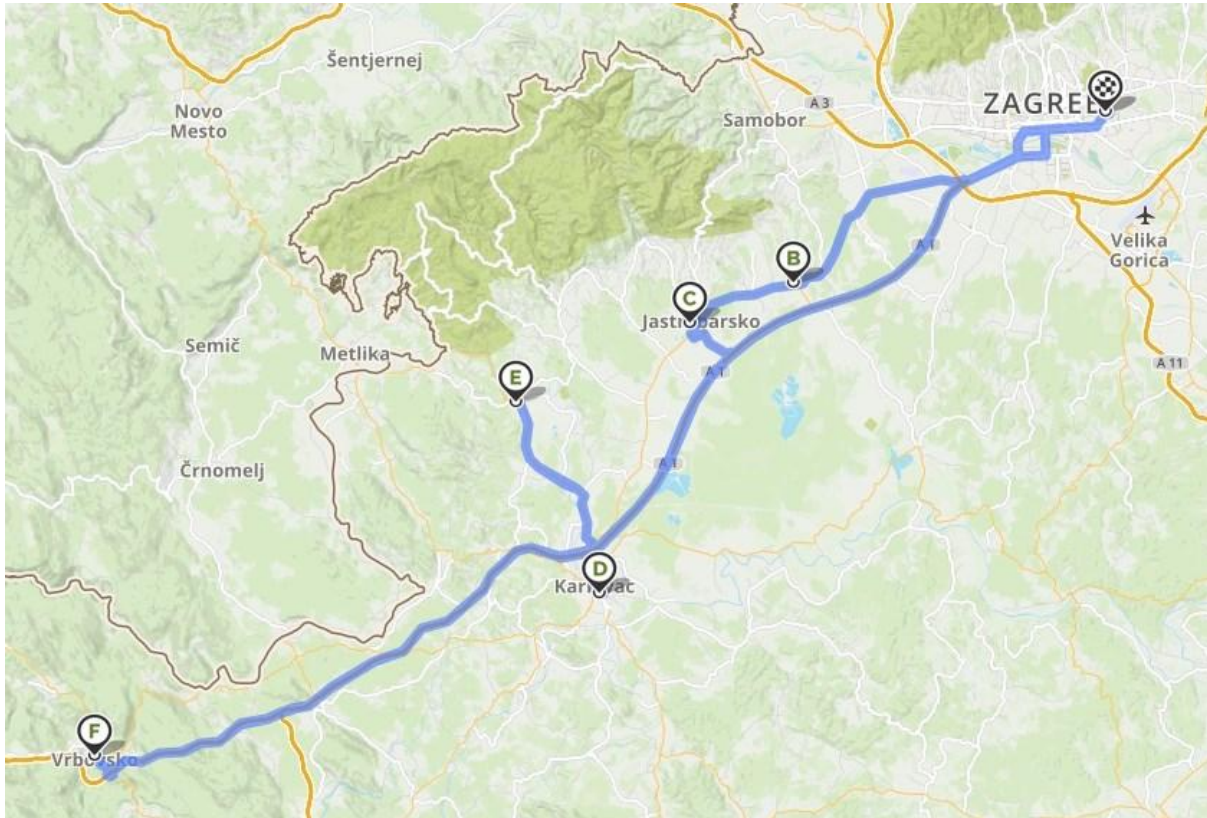 Šentjernej
Novo
Mesto
A 3
ZAGREB
Samobor
Velika
Gorica
B
A 1
C
Jastrebarsko
Semič
Metlika
A 1
A 11
E
Črnomelj
A 1
D
Karlovac
F
Vrbovsko